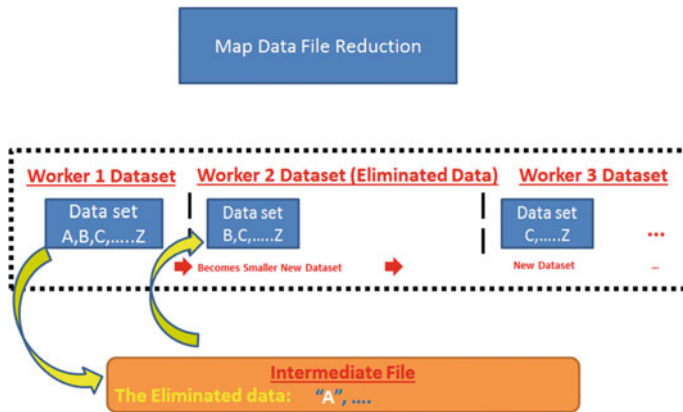 Map Data File Reduction
Worker 1 Dataset
Worker 2 Dataset (Eliminated Data)
Worker 3 Dataset
Data set
A,B,C,.....Z
Data set
B,C,.....Z
Data set
C,.....Z
...
Becomes Smaller New Dataset
New Dataset
...
Intermediate File
The Eliminated data: "A", ....